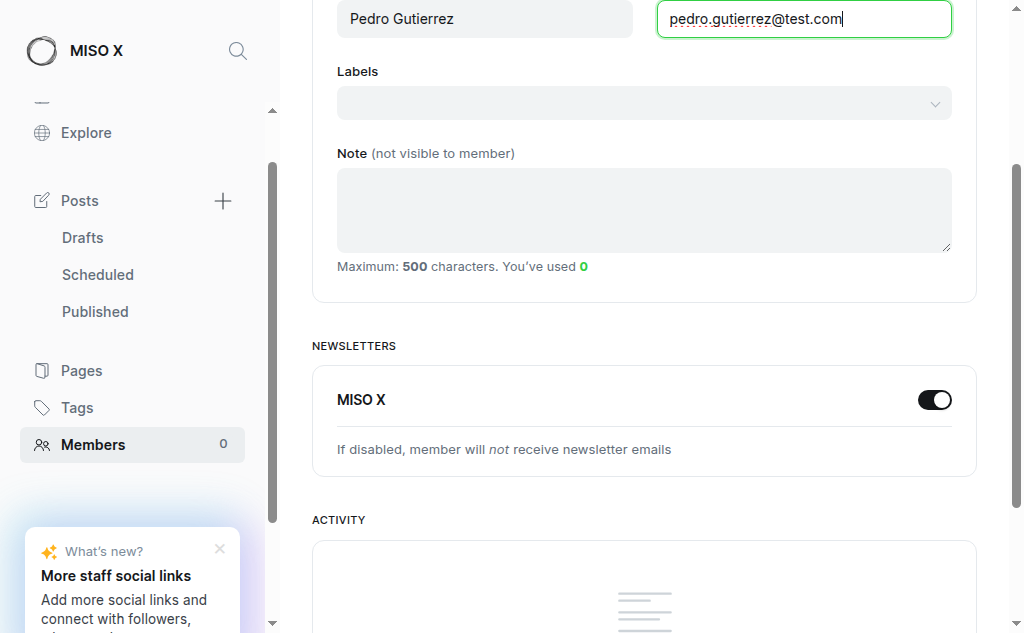 MISO X
Explore
Posts
Drafts
Scheduled
Published
Pages
Tags
Members 0
What's new?
More staff social links
Add more social links and
connect with followers,
Pedro Gutierrez
pedro.gutierrez@test.com
Labels
Note (not visible to member)
Maximum: 500 characters. You've used 0
NEWSLETTERS
MISO X
If disabled, member will not receive newsletter emails
ACTIVITY